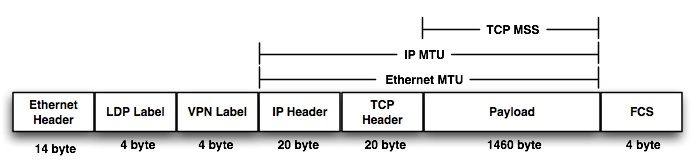 TCP MSS
IP MTU
Ethernet MTU
Ethernet Header LDP Label VPN Label IP Header TCP Header Payload FCS
14 byte 4 byte 4 byte 20 byte 20 byte 1460 byte 4 byte